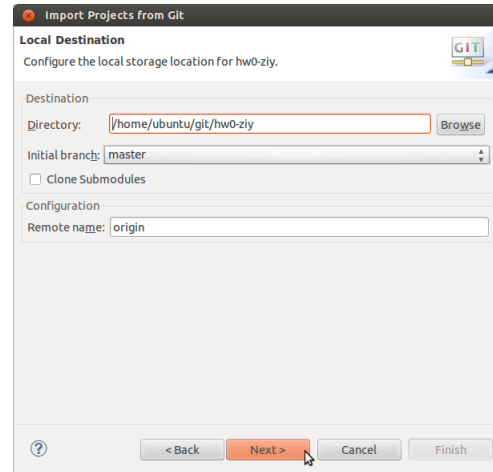 Import Projects from Git
Local Destination
Configure the local storage location for hw0-ziy.
GIT
Destination
Directory: /home/ubuntu/git/hw0-ziy Browse
Initial branch: master
Clone Submodules
Configuration
Remote name: origin
? < Back Next > Cancel Finish